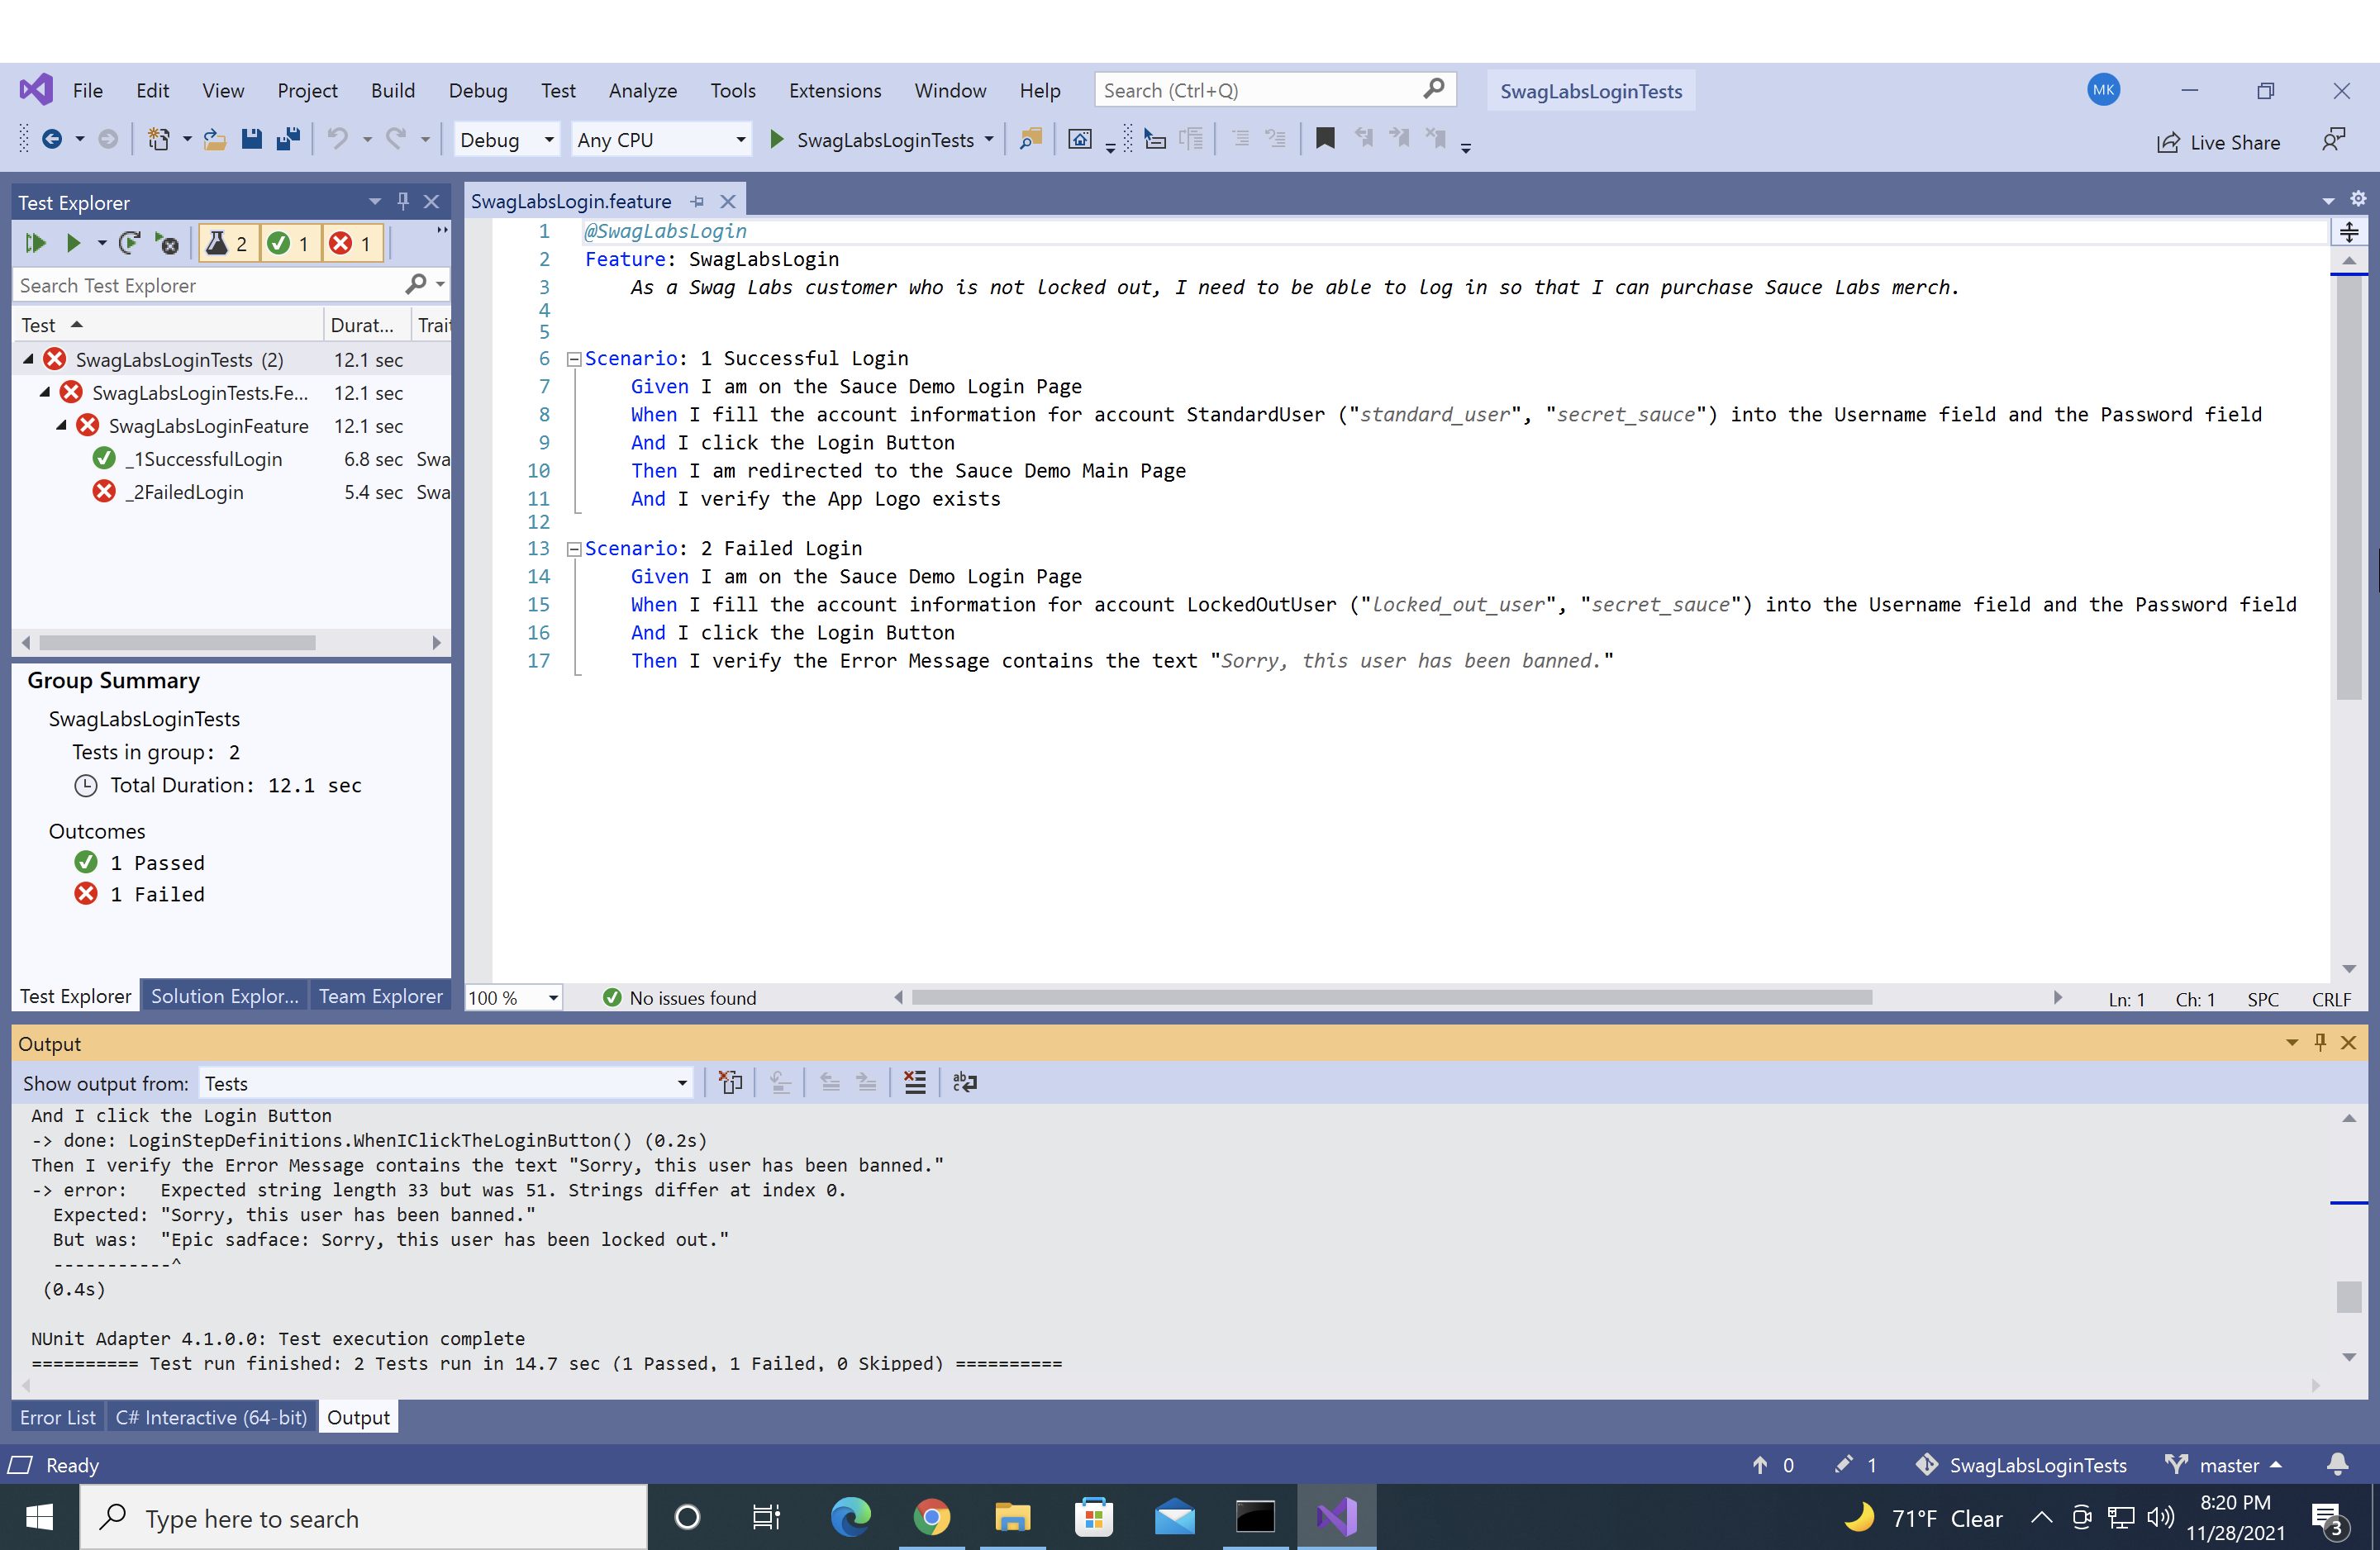 File Edit View Project Build Debug Test Analyze Tools Extensions Window Help Search (Ctrl+Q) SwagLabsLoginTests MK
Debug Any CPU SwagLabsLoginTests Live Share
Test Explorer
2 1 1
Search Test Explorer
Test Durat... Trait
SwagLabsLoginTests (2) 12.1 sec
SwagLabsLoginTests.Fe... 12.1 sec
SwagLabsLoginFeature 12.1 sec
_1SuccessfulLogin 6.8 sec Swa
_2FailedLogin 5.4 sec Swa
Group Summary
SwagLabsLoginTests
Tests in group: 2
Total Duration: 12.1 sec
Outcomes
1 Passed
1 Failed
Test Explorer Solution Explor... Team Explorer
SwagLabsLogin.feature
1 @SwagLabsLogin
2 Feature: SwagLabsLogin
3 As a Swag Labs customer who is not locked out, I need to be able to log in so that I can purchase Sauce Labs merch.
4
5
6 Scenario: 1 Successful Login
7 Given I am on the Sauce Demo Login Page
8 When I fill the account information for account StandardUser ("standard_user", "secret_sauce") into the Username field and the Password field
9 And I click the Login Button
10 Then I am redirected to the Sauce Demo Main Page
11 And I verify the App Logo exists
12
13 Scenario: 2 Failed Login
14 Given I am on the Sauce Demo Login Page
15 When I fill the account information for account LockedOutUser ("locked_out_user", "secret_sauce") into the Username field and the Password field
16 And I click the Login Button
17 Then I verify the Error Message contains the text "Sorry, this user has been banned."
100 % No issues found Ln: 1 Ch: 1 SPC CRLF
Output
Show output from: Tests
And I click the Login Button
-> done: LoginStepDefinitions.WhenIClickTheLoginButton() (0.2s)
Then I verify the Error Message contains the text "Sorry, this user has been banned."
-> error: Expected string length 33 but was 51. Strings differ at index 0.
Expected: "Sorry, this user has been banned."
But was: "Epic sadface: Sorry, this user has been locked out."
-----------^
(0.4s)
NUnit Adapter 4.1.0.0: Test execution complete
========== Test run finished: 2 Tests run in 14.7 sec (1 Passed, 1 Failed, 0 Skipped) ==========
Error List C# Interactive (64-bit) Output
Ready 0 1 SwagLabsLoginTests master
Type here to search 71°F Clear 8:20 PM
11/28/2021 3